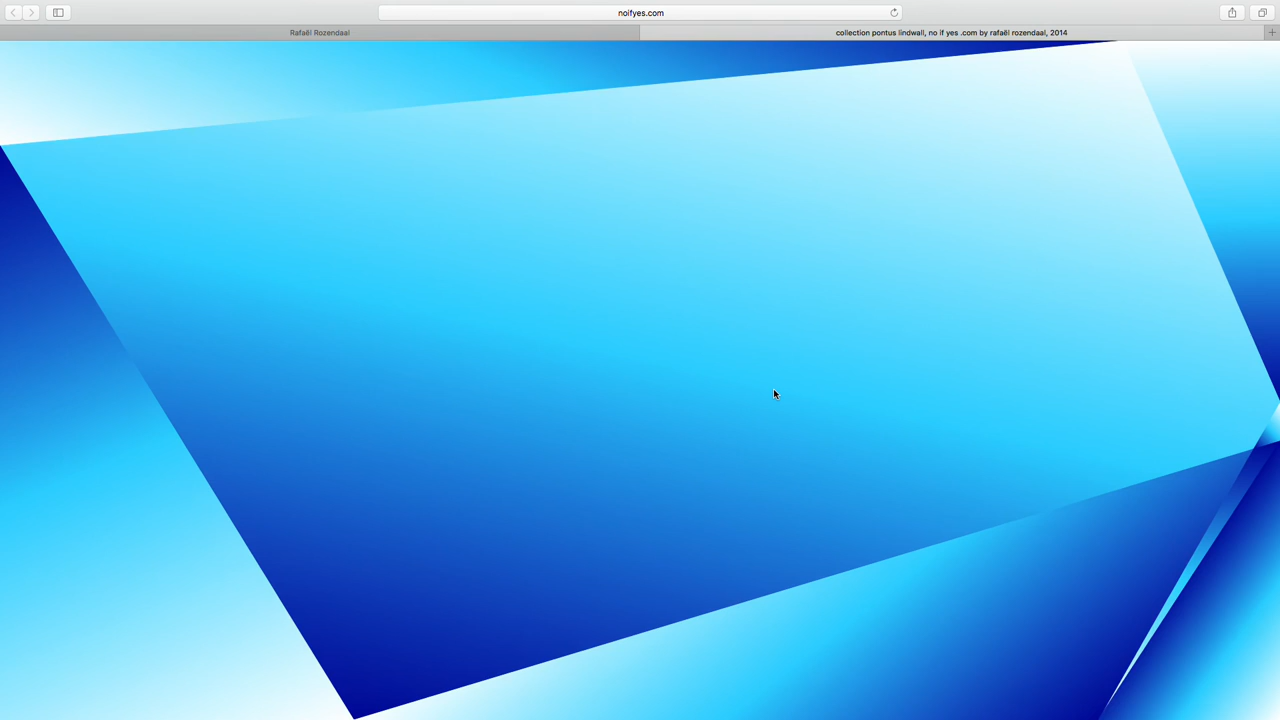 noifyes.com
Rafaël Rozendaal
collection pontus lindwall, no if yes .com by rafaël rozendaal, 2014